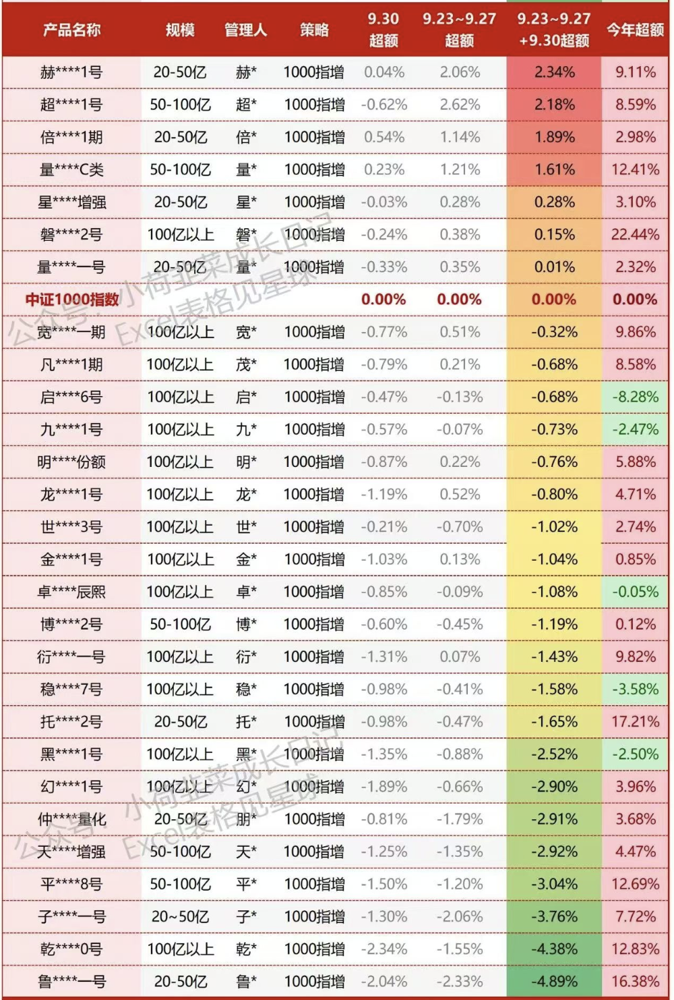 产品名称 规模 管理人 策略 9.30超额 9.23~9.27超额 9.23~9.27+9.30超额 今年超额
赫****1号 20-50亿 赫* 1000指增 0.04% 2.06% 2.34% 9.11%
超****1号 50-100亿 超* 1000指增 -0.62% 2.62% 2.18% 8.59%
倍****1期 20-50亿 倍* 1000指增 0.54% 1.14% 1.89% 2.98%
量****C类 50-100亿 量* 1000指增 0.23% 1.21% 1.61% 12.41%
星****增强 20-50亿 星* 1000指增 -0.03% 0.28% 0.28% 3.10%
磐****2号 100亿以上 磐* 1000指增 -0.24% 0.38% 0.15% 22.44%
量****一号 20-50亿 量* 1000指增 -0.33% 0.35% 0.01% 2.32%
中证1000指数 0.00% 0.00% 0.00% 0.00%
宽****一期 100亿以上 宽* 1000指增 -0.77% 0.51% -0.32% 9.86%
凡****1期 100亿以上 茂* 1000指增 -0.79% 0.21% -0.68% 8.58%
启****6号 100亿以上 启* 1000指增 -0.47% -0.13% -0.68% -8.28%
九****1号 100亿以上 九* 1000指增 -0.57% -0.07% -0.73% -2.47%
明****份额 100亿以上 明* 1000指增 -0.87% 0.22% -0.76% 5.88%
龙****1号 100亿以上 龙* 1000指增 -1.19% 0.52% -0.80% 4.71%
世****3号 100亿以上 世* 1000指增 -0.21% -0.70% -1.02% 2.74%
金****1号 100亿以上 金* 1000指增 -1.03% 0.13% -1.04% 0.85%
卓****辰熙 100亿以上 卓* 1000指增 -0.85% -0.09% -1.08% -0.05%
博****2号 50-100亿 博* 1000指增 -0.60% -0.45% -1.19% 0.12%
衍****一号 100亿以上 衍* 1000指增 -1.31% 0.07% -1.43% 9.82%
稳****7号 100亿以上 稳* 1000指增 -0.98% -0.41% -1.58% -3.58%
托****2号 20-50亿 托* 1000指增 -0.98% -0.47% -1.65% 17.21%
黑****1号 100亿以上 黑* 1000指增 -1.35% -0.88% -2.52% -2.50%
幻****1号 100亿以上 幻* 1000指增 -1.89% -0.66% -2.90% 3.96%
仲****量化 20-50亿 朋* 1000指增 -0.81% -1.79% -2.91% 3.68%
天****增强 50-100亿 天* 1000指增 -1.25% -1.35% -2.92% 4.47%
平****8号 50-100亿 平* 1000指增 -1.50% -1.20% -3.04% 12.69%
子****一号 20~50亿 子* 1000指增 -1.30% -2.06% -3.76% 7.72%
乾****0号 100亿以上 乾* 1000指增 -2.34% -1.55% -4.38% 12.83%
鲁****一号 20-50亿 鲁* 1000指增 -2.04% -2.33% -4.89% 16.38%
公众号：小荷韭菜成长日记
Excel表格见星球
公众号：小荷韭菜成长日记
Excel表格见星球